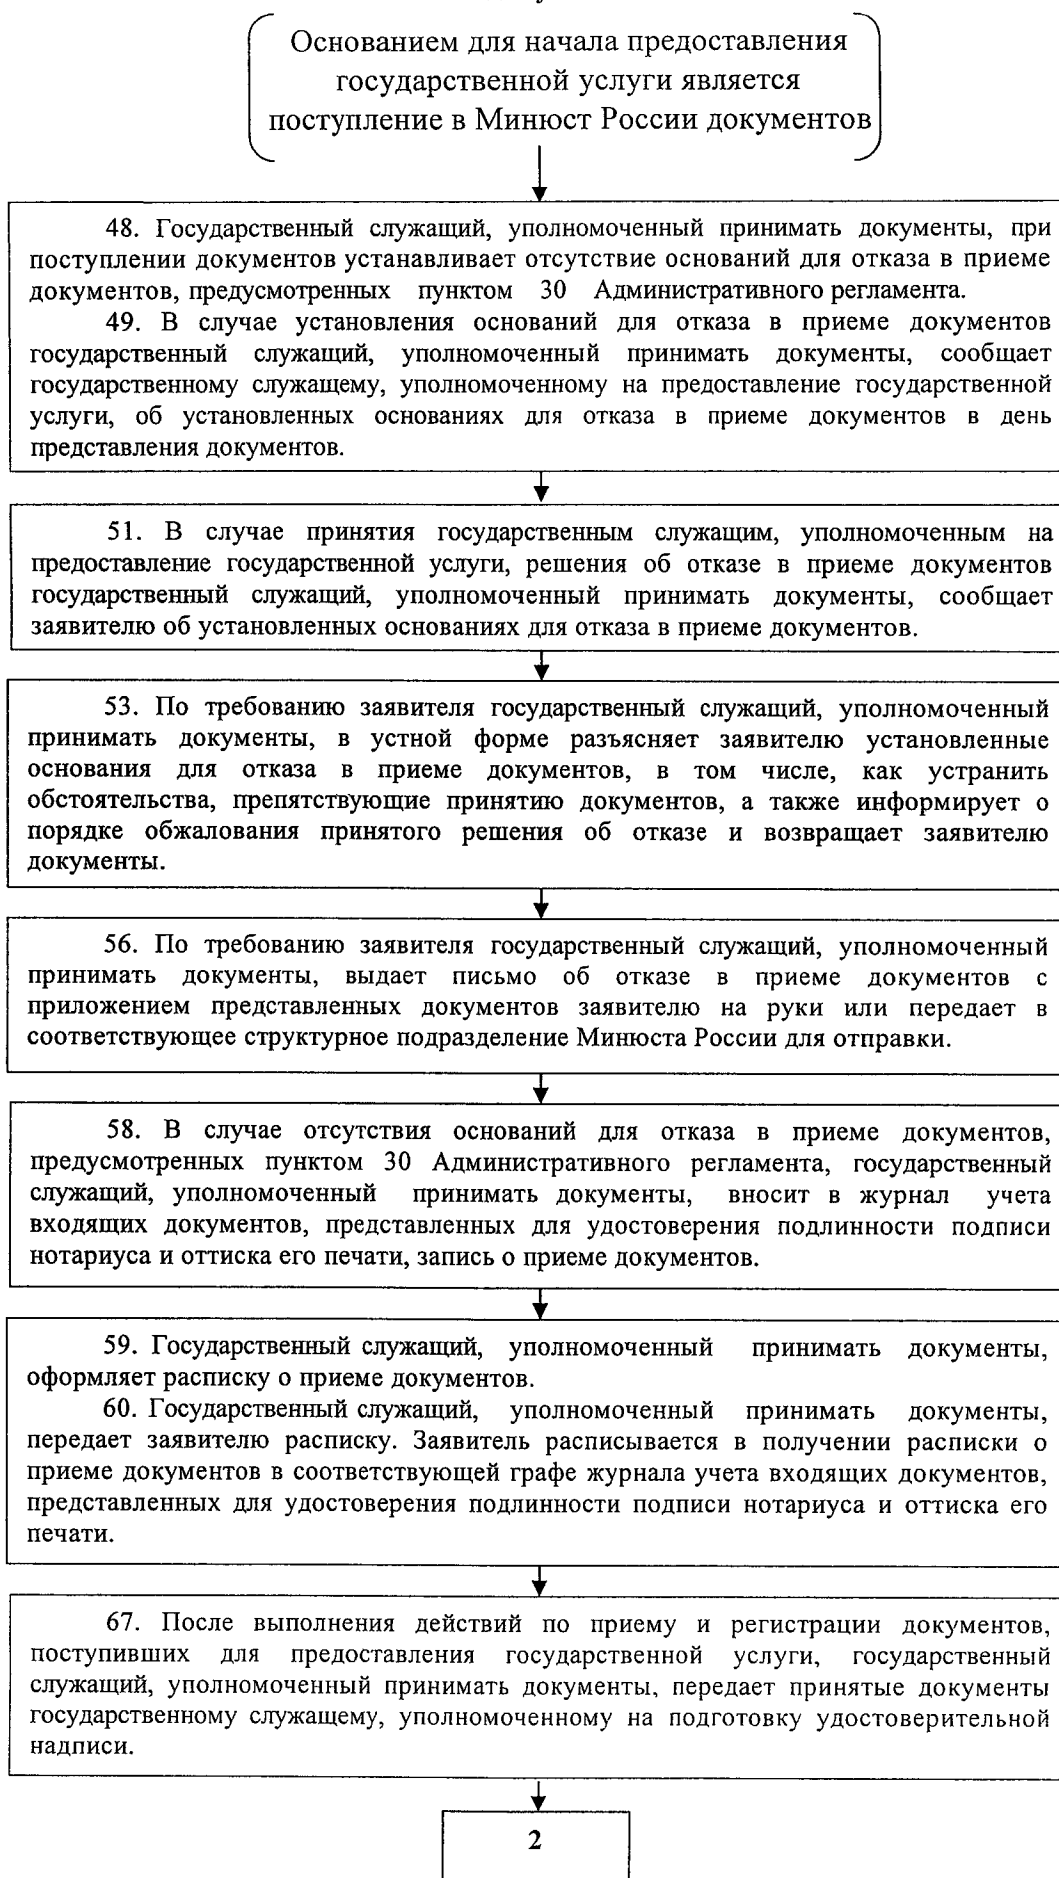 Основанием для начала предоставления
государственной услуги является
поступление в Минюст России документов
48. Государственный служащий, уполномоченный принимать документы, при
поступлении документов устанавливает отсутствие оснований для отказа в приеме
документов, предусмотренных пунктом 30 Административного регламента.
49. В случае установления оснований для отказа в приеме документов
государственный служащий, уполномоченный принимать документы, сообщает
государственному служащему, уполномоченному на предоставление государственной
услуги, об установленных основаниях для отказа в приеме документов в день
представления документов.
51. В случае принятия государственным служащим, уполномоченным на
предоставление государственной услуги, решения об отказе в приеме документов
государственный служащий, уполномоченный принимать документы, сообщает
заявителю об установленных основаниях для отказа в приеме документов.
53. По требованию заявителя государственный служащий, уполномоченный
принимать документы, в устной форме разъясняет заявителю установленные
основания для отказа в приеме документов, в том числе, как устранить
обстоятельства, препятствующие принятию документов, а также информирует о
порядке обжалования принятого решения об отказе и возвращает заявителю
документы.
56. По требованию заявителя государственный служащий, уполномоченный
принимать документы, выдает письмо об отказе в приеме документов с
приложением представленных документов заявителю на руки или передает в
соответствующее структурное подразделение Минюста России для отправки.
58. В случае отсутствия оснований для отказа в приеме документов,
предусмотренных пунктом 30 Административного регламента, государственный
служащий, уполномоченный принимать документы, вносит в журнал учета
входящих документов, представленных для удостоверения подлинности подписи
нотариуса и оттиска его печати, запись о приеме документов.
59. Государственный служащий, уполномоченный принимать документы,
оформляет расписку о приеме документов.
60. Государственный служащий, уполномоченный принимать документы,
передает заявителю расписку. Заявитель расписывается в получении расписки о
приеме документов в соответствующей графе журнала учета входящих документов,
представленных для удостоверения подлинности подписи нотариуса и оттиска его
печати.
67. После выполнения действий по приему и регистрации документов,
поступивших для предоставления государственной услуги, государственный
служащий, уполномоченный принимать документы, передает принятые документы
государственному служащему, уполномоченному на подготовку удостоверительной
надписи.
2